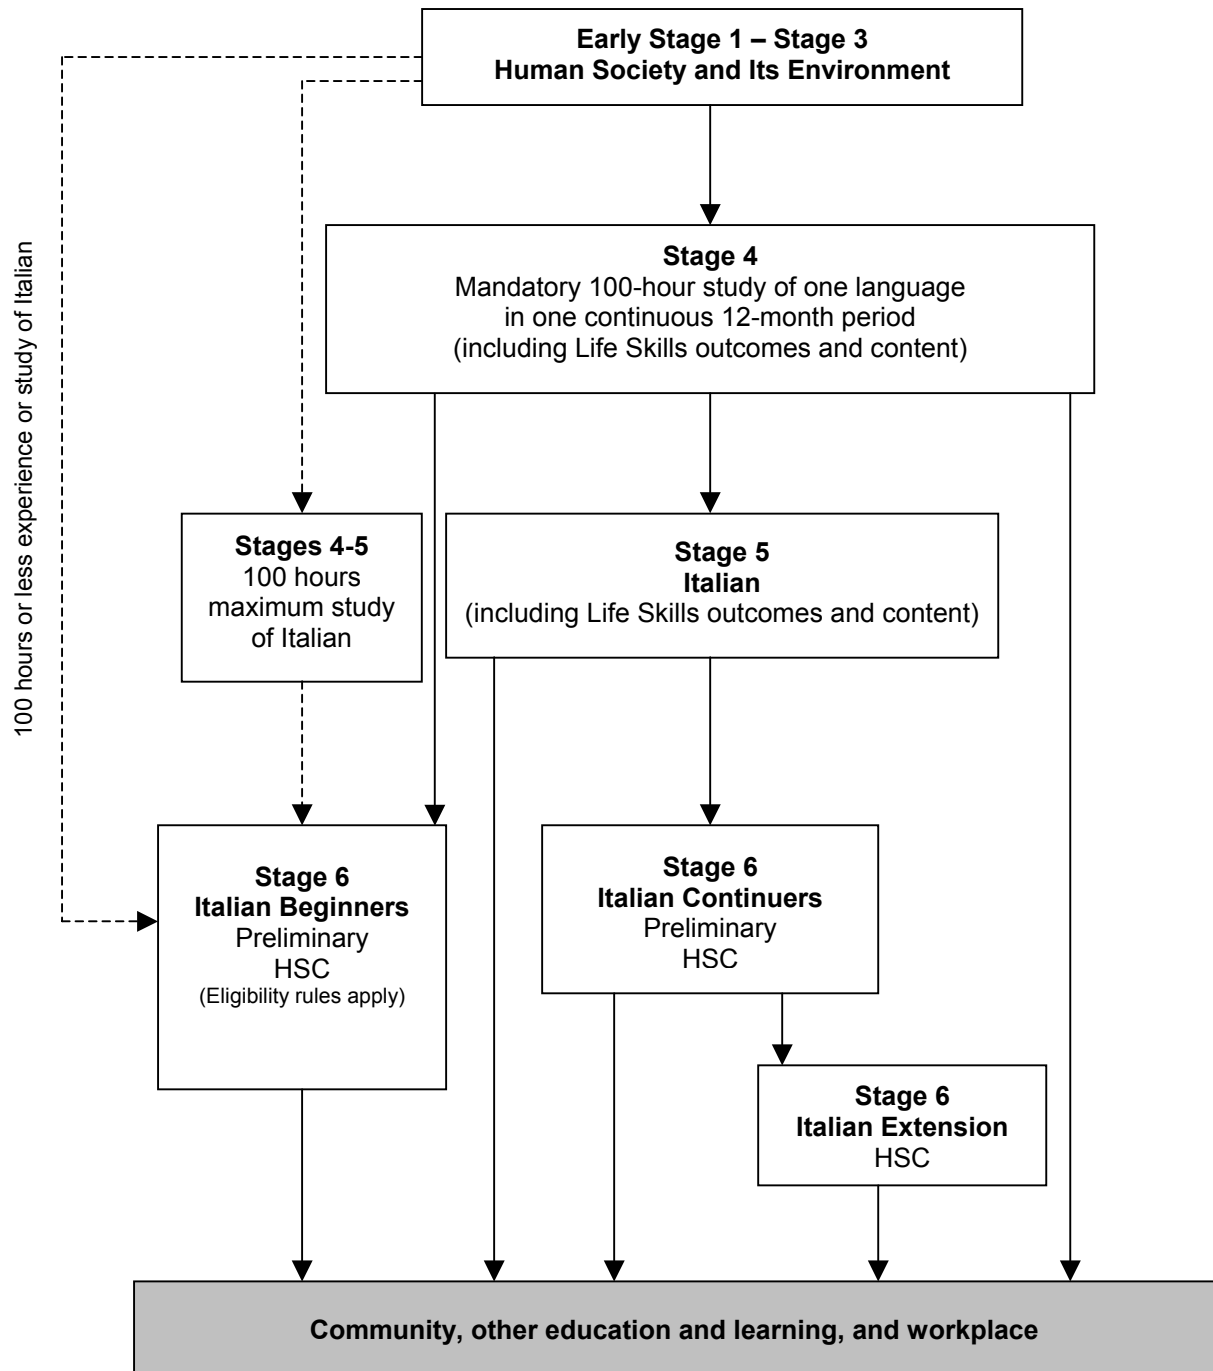 Early Stage 1 – Stage 3
Human Society and Its Environment
Stage 4
Mandatory 100-hour study of one language
in one continuous 12-month period
(including Life Skills outcomes and content)
100 hours or less experience or study of Italian
Stages 4-5
100 hours
maximum study
of Italian
Stage 5
Italian
(including Life Skills outcomes and content)
Stage 6
Italian Beginners
Preliminary
HSC
(Eligibility rules apply)
Stage 6
Italian Continuers
Preliminary
HSC
Stage 6
Italian Extension
HSC
Community, other education and learning, and workplace